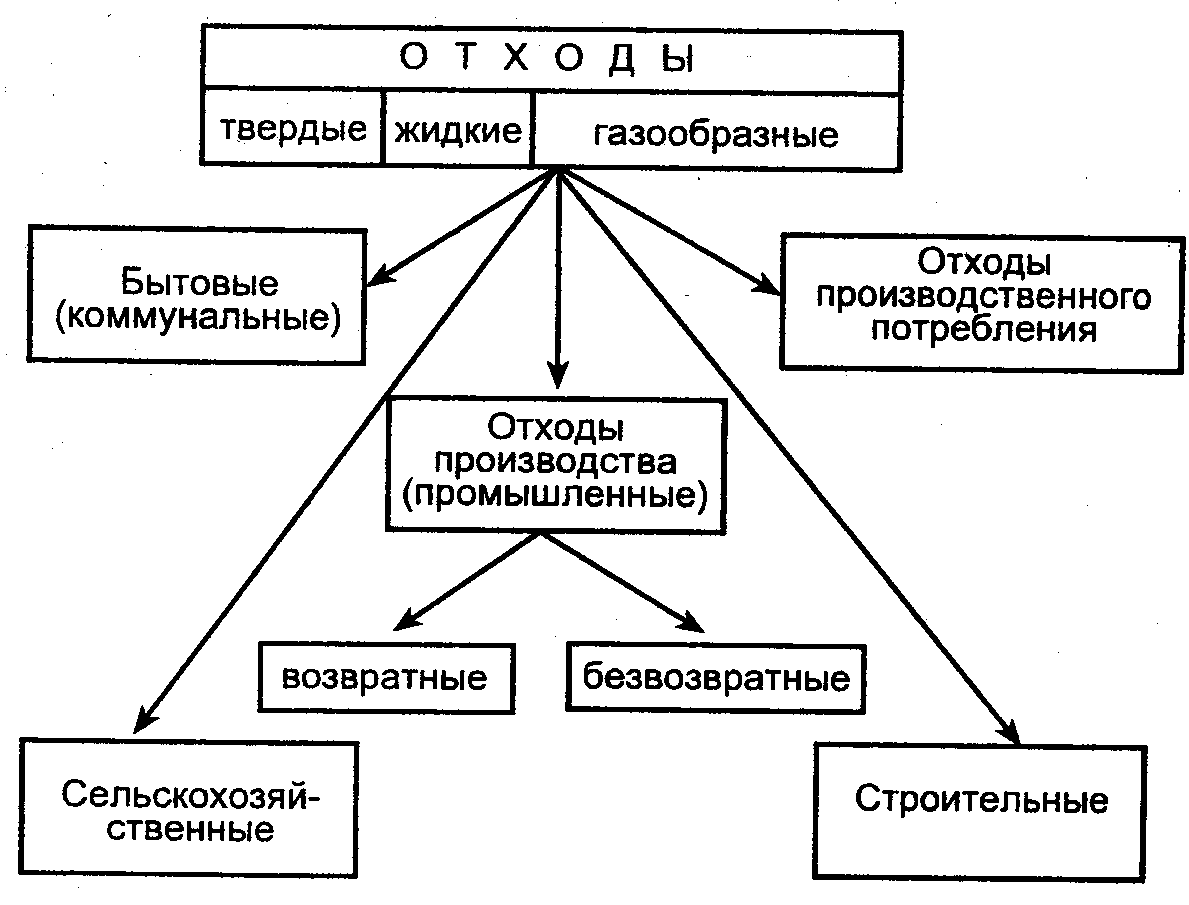 О Т Х О Д Ы
твердые жидкие газообразные
Бытовые
(коммунальные)
Отходы
производственного
потребления
Отходы
производства
(промышленные)
возвратные
безвозвратные
Сельскохозяй-
ственные
Строительные